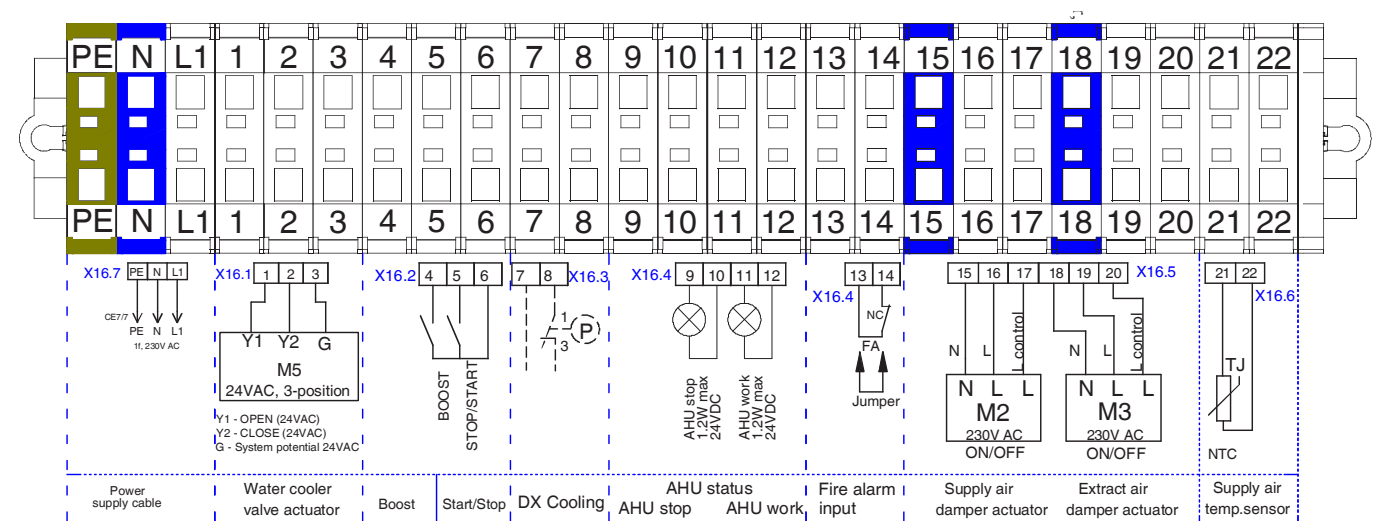 PE N L1 1 2 3 4 5 6 7 8 9 10 11 12 13 14 15 16 17 18 19 20 21 22
PE N L1 1 2 3 4 5 6 7 8 9 10 11 12 13 14 15 16 17 18 19 20 21 22
X16.7 PE N L1
CE7/7
PE N L1
1f, 230V AC
X16.1 1 2 3
Y1 Y2 G
M5
24VAC, 3-position
Y1 - OPEN (24VAC)
Y2 - CLOSE (24VAC)
G - System potential 24VAC
X16.2 4 5 6
BOOST
STOP/START
7 8 X16.3
1
P
3
X16.4 9 10 11 12
AHU stop
1.2W max
24VDC
AHU work
1.2W max
24VDC
13 14
X16.4
NC
FA
Jumper
15 16 17 18 19 20 X16.5
N L L control
N L L
M2
230V AC
ON/OFF
N L L control
N L L
M3
230V AC
ON/OFF
21 22
X16.6
TJ
NTC
Power
supply cable
Water cooler
valve actuator
Boost
Start/Stop
DX Cooling
AHU status
AHU stop AHU work
Fire alarm
input
Supply air
damper actuator
Extract air
damper actuator
Supply air
temp.sensor